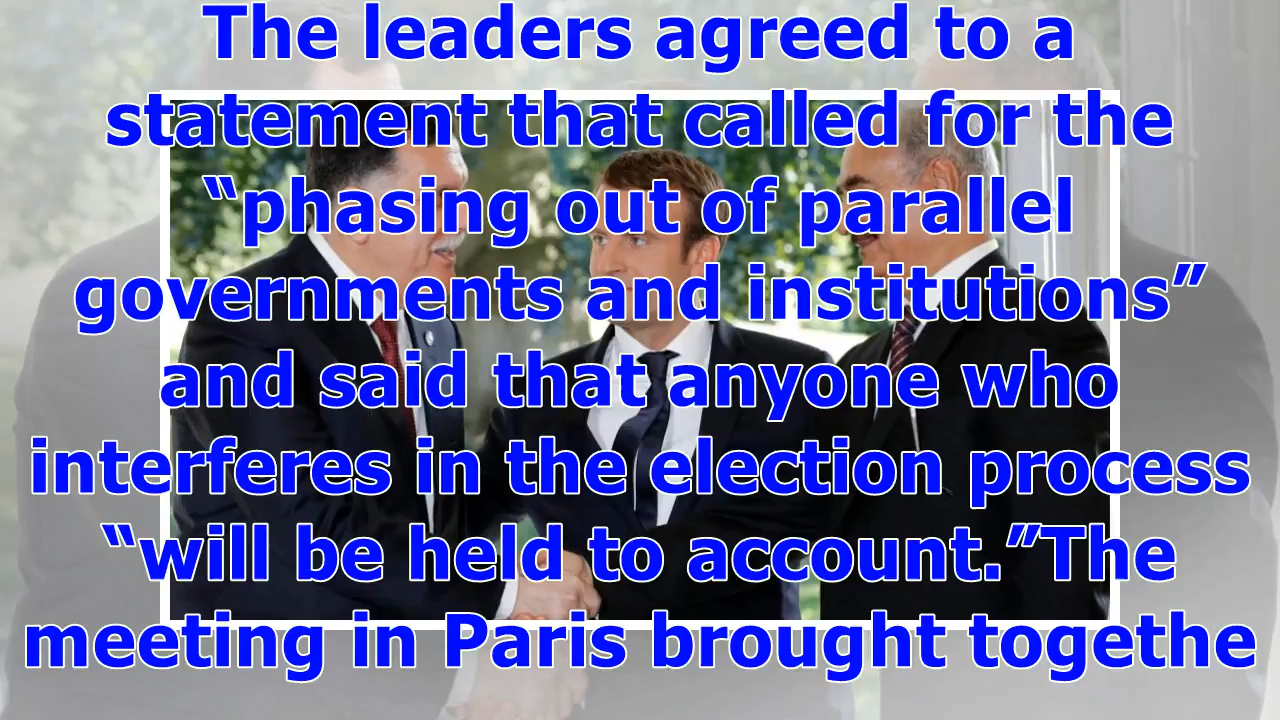 The leaders agreed to a
statement that called for the
“phasing out of parallel
governments and institutions”
and said that anyone who
interferes in the election process
“will be held to account.”The
meeting in Paris brought togethe